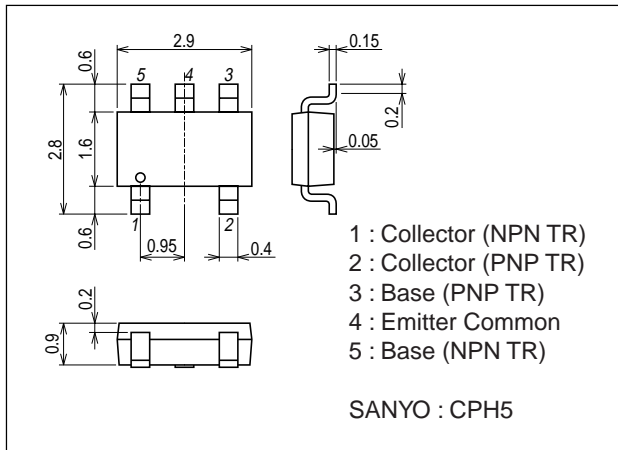 2.9
0.15
0.6
5
4
3
0.2
2.8
1.6
0.05
0.6
1
2
0.95
0.4
1 : Collector (NPN TR)
2 : Collector (PNP TR)
3 : Base (PNP TR)
4 : Emitter Common
5 : Base (NPN TR)
0.2
0.9
SANYO : CPH5